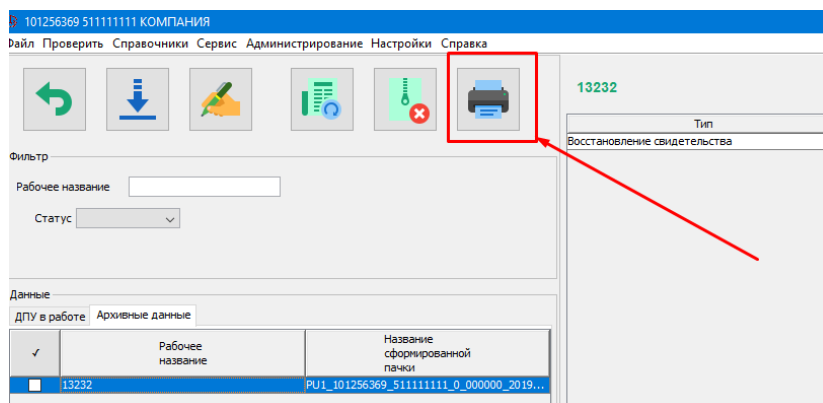 101256369 511111111 КОМПАНИЯ
Файл Проверить Справочники Сервис Администрирование Настройки Справка
13232
Тип
Восстановление свидетельства
Фильтр
Рабочее название
Статус
Данные
ДПУ в работе Архивные данные
✓
Рабочее
название
Название
сформированной
пачки
13232
PU1_101256369_511111111_0_000000_2019...